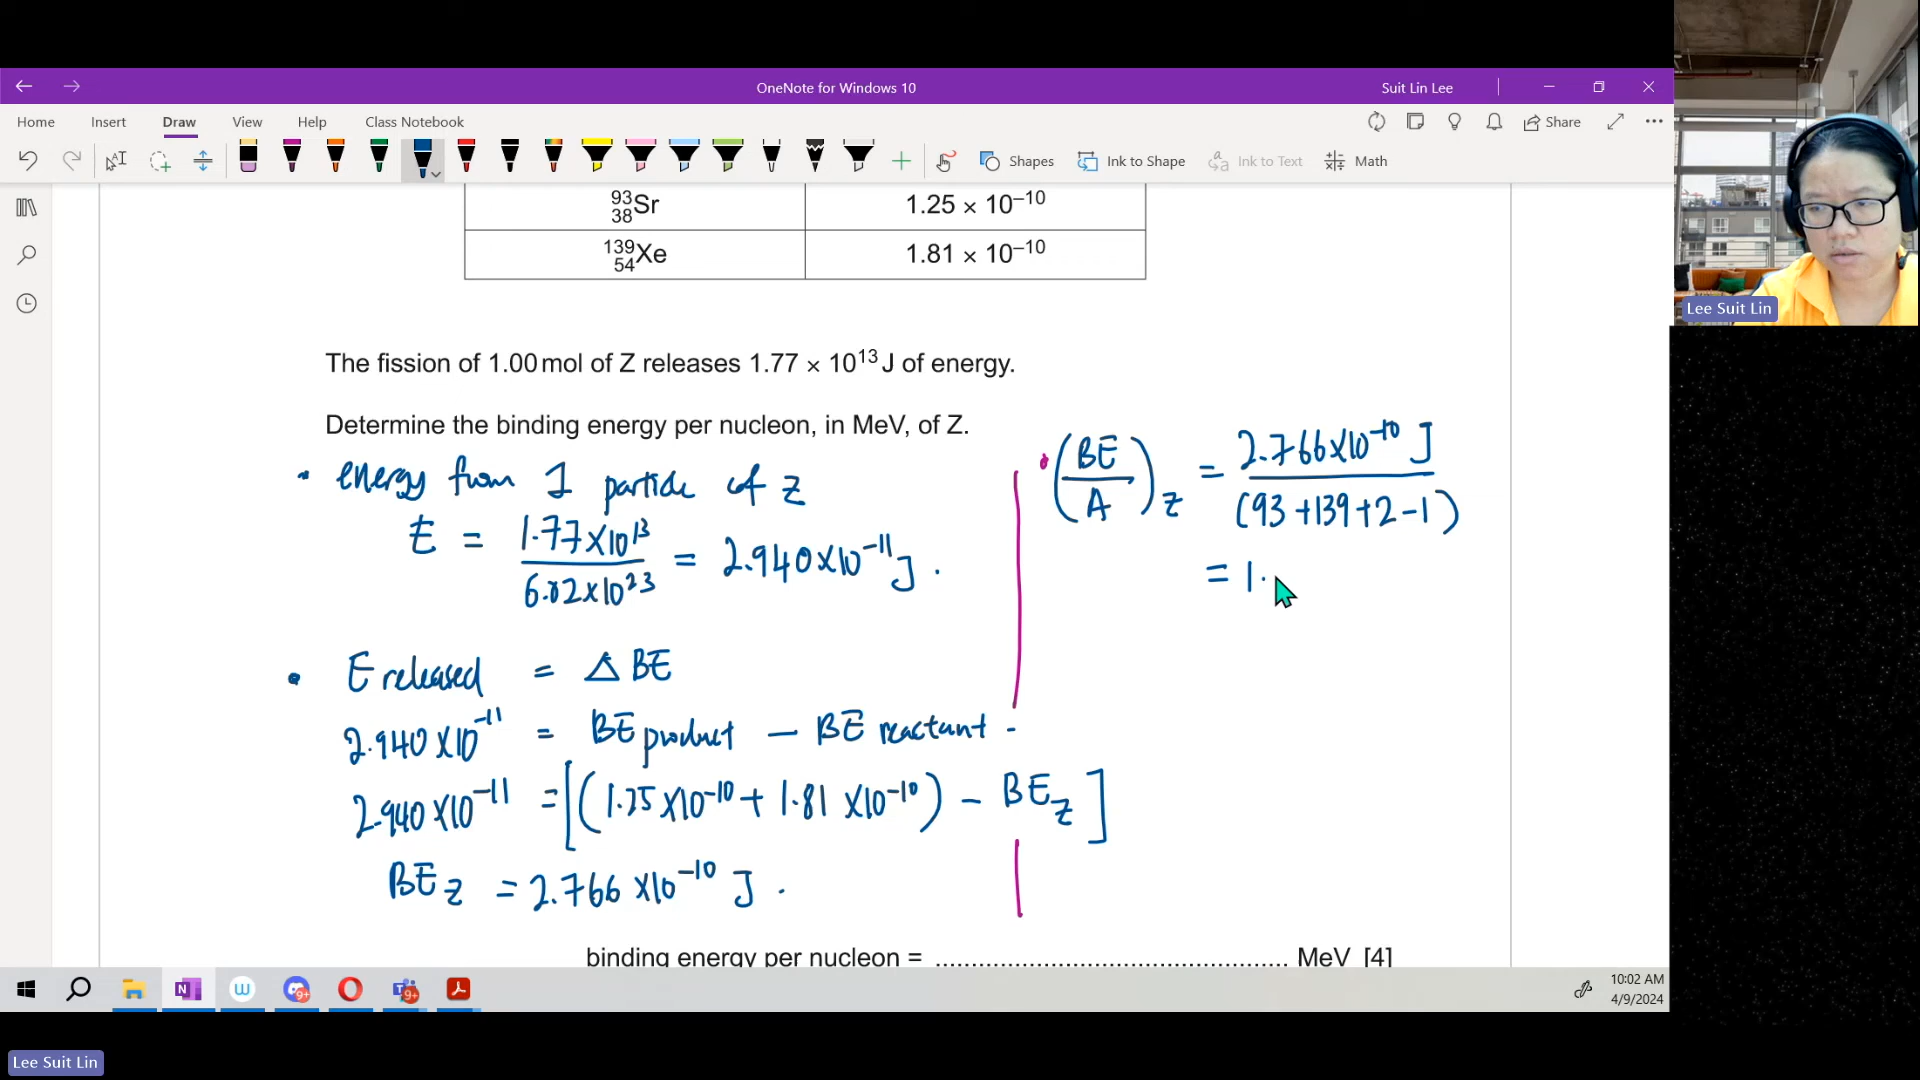 OneNote for Windows 10
Suit Lin Lee
Home Insert Draw View Help Class Notebook
Share
Shapes Ink to Shape Ink to Text Math
93
38 Sr 1.25 × 10⁻¹⁰
139
54 Xe 1.81 × 10⁻¹⁰
Lee Suit Lin
The fission of 1.00 mol of Z releases 1.77 × 10¹³ J of energy.
Determine the binding energy per nucleon, in MeV, of Z.
• energy from 1 particle of Z
E = 1.77×10¹³ / 6.02×10²³ = 2.940×10⁻¹¹ J.
• E released = △ BE
2.940×10⁻¹¹ = BE product − BE reactant -
2.940×10⁻¹¹ = [(1.25×10⁻¹⁰ + 1.81×10⁻¹⁰) − BE_Z]
BE_Z = 2.766×10⁻¹⁰ J.
• (BE/A)_Z = 2.766×10⁻¹⁰ J / (93+139+2−1)
= 1.
binding energy per nucleon = ................................................ MeV [4]
9+ 9+
10:02 AM
4/9/2024
Lee Suit Lin